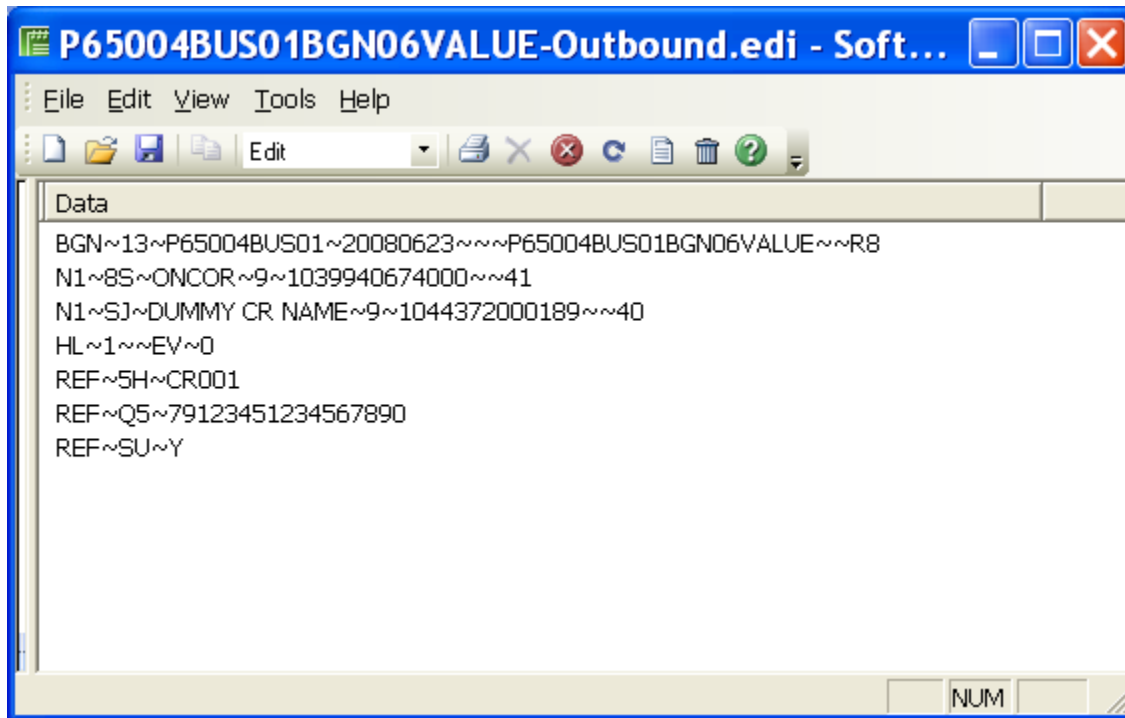 P65004BUS01BGN06VALUE-Outbound.edi - Soft...
File Edit View Tools Help
Edit
Data
BGN~13~P65004BUS01~20080623~~~P65004BUS01BGN06VALUE~~R8
N1~8S~ONCOR~9~1039940674000~~41
N1~SJ~DUMMY CR NAME~9~1044372000189~~40
HL~1~~EV~0
REF~5H~CR001
REF~Q5~79123451234567890
REF~SU~Y
NUM